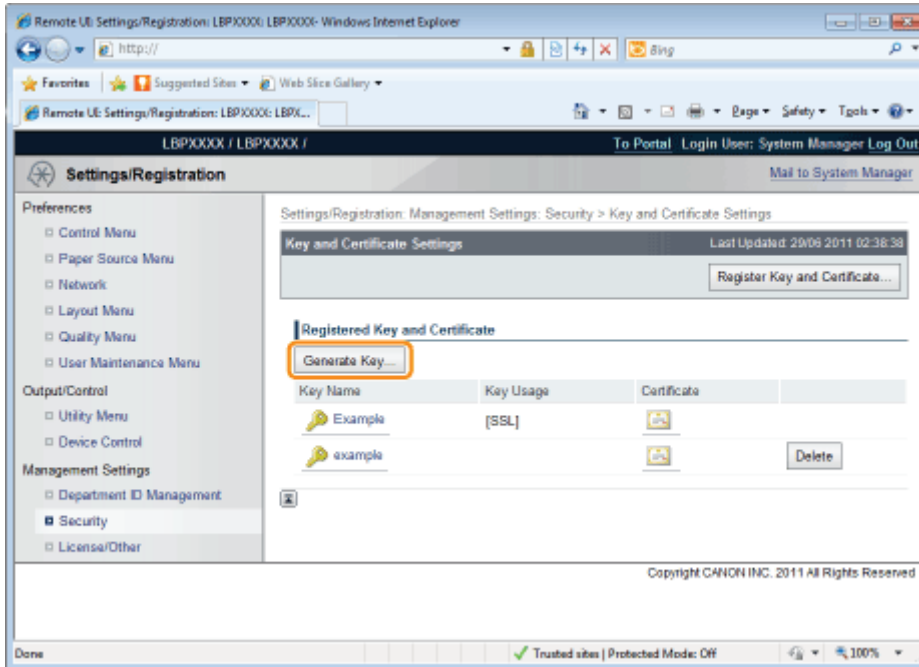 Remote UI: Settings/Registration: LBPXXXX: LBPXXXX- Windows Internet Explorer
http://
Bing
Favorites Suggested Sites Web Slice Gallery
Remote UI: Settings/Registration: LBPXXXX: LBPX... Page Safety Tools
LBPXXXX / LBPXXXX / To Portal Login User: System Manager Log Out
Settings/Registration Mail to System Manager
Preferences
Control Menu
Paper Source Menu
Network
Layout Menu
Quality Menu
User Maintenance Menu
Output/Control
Utility Menu
Device Control
Management Settings
Department ID Management
Security
License/Other
Settings/Registration: Management Settings: Security > Key and Certificate Settings
Key and Certificate Settings Last Updated: 29/06 2011 02:38:38
Register Key and Certificate...
Registered Key and Certificate
Generate Key...
Key Name Key Usage Certificate
Example [SSL]
example Delete
Copyright CANON INC. 2011 All Rights Reserved
Done Trusted sites | Protected Mode: Off 100%